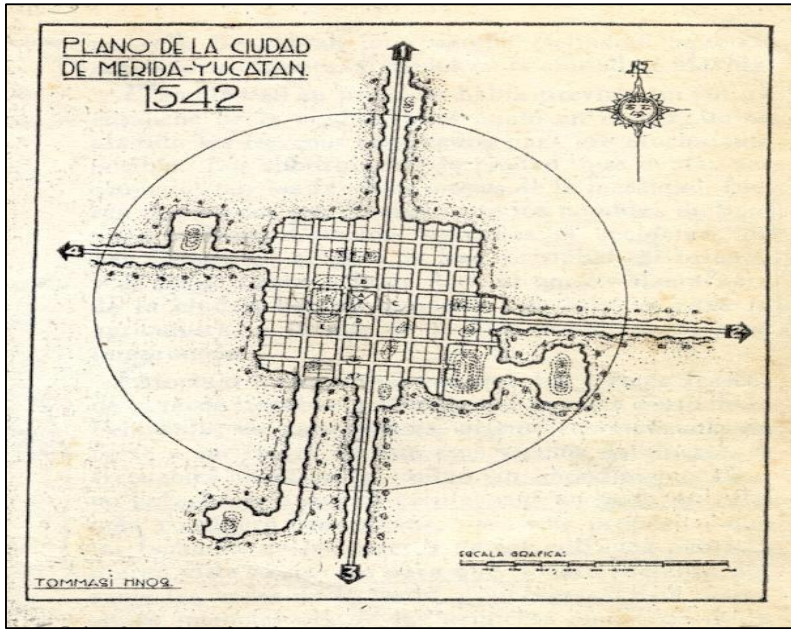 PLANO DE LA CIUDAD
DE MERIDA-YUCATAN.
1542
1
N
4
2
A
3
ESCALA GRAFICA:
TOMMASI HNOS.